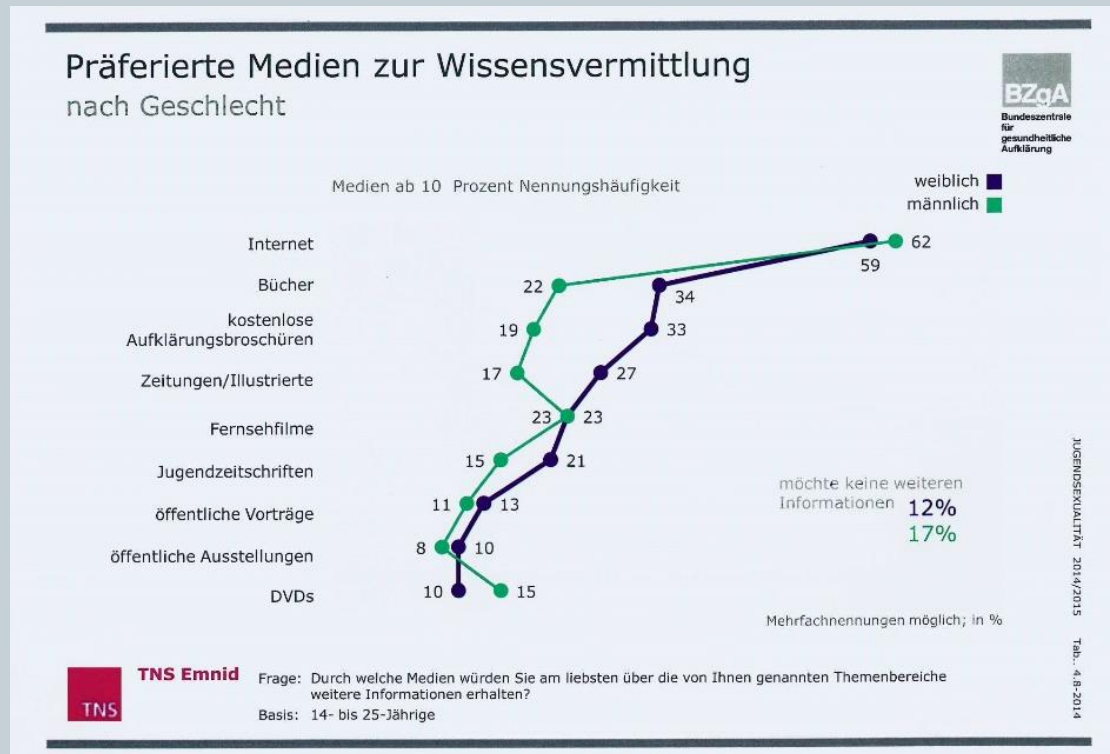 Präferierte Medien zur Wissensvermittlung
nach Geschlecht
BZgA
Bundeszentrale
für
gesundheitliche
Aufklärung
Medien ab 10 Prozent Nennungshäufigkeit
weiblich
männlich
Internet
62
59
Bücher
22
34
kostenlose
Aufklärungsbroschüren
19
33
Zeitungen/Illustrierte
17
27
Fernsehfilme
23
23
Jugendzeitschriften
15
21
öffentliche Vorträge
11
13
öffentliche Ausstellungen
8
10
DVDs
10
15
möchte keine weiteren
Informationen 12%
17%
Mehrfachnennungen möglich; in %
JUGENDSEXUALITÄT 2014/2015 Tab.. 4.8-2014
TNS
TNS Emnid
Frage: Durch welche Medien würden Sie am liebsten über die von Ihnen genannten Themenbereiche
weitere Informationen erhalten?
Basis: 14- bis 25-Jährige